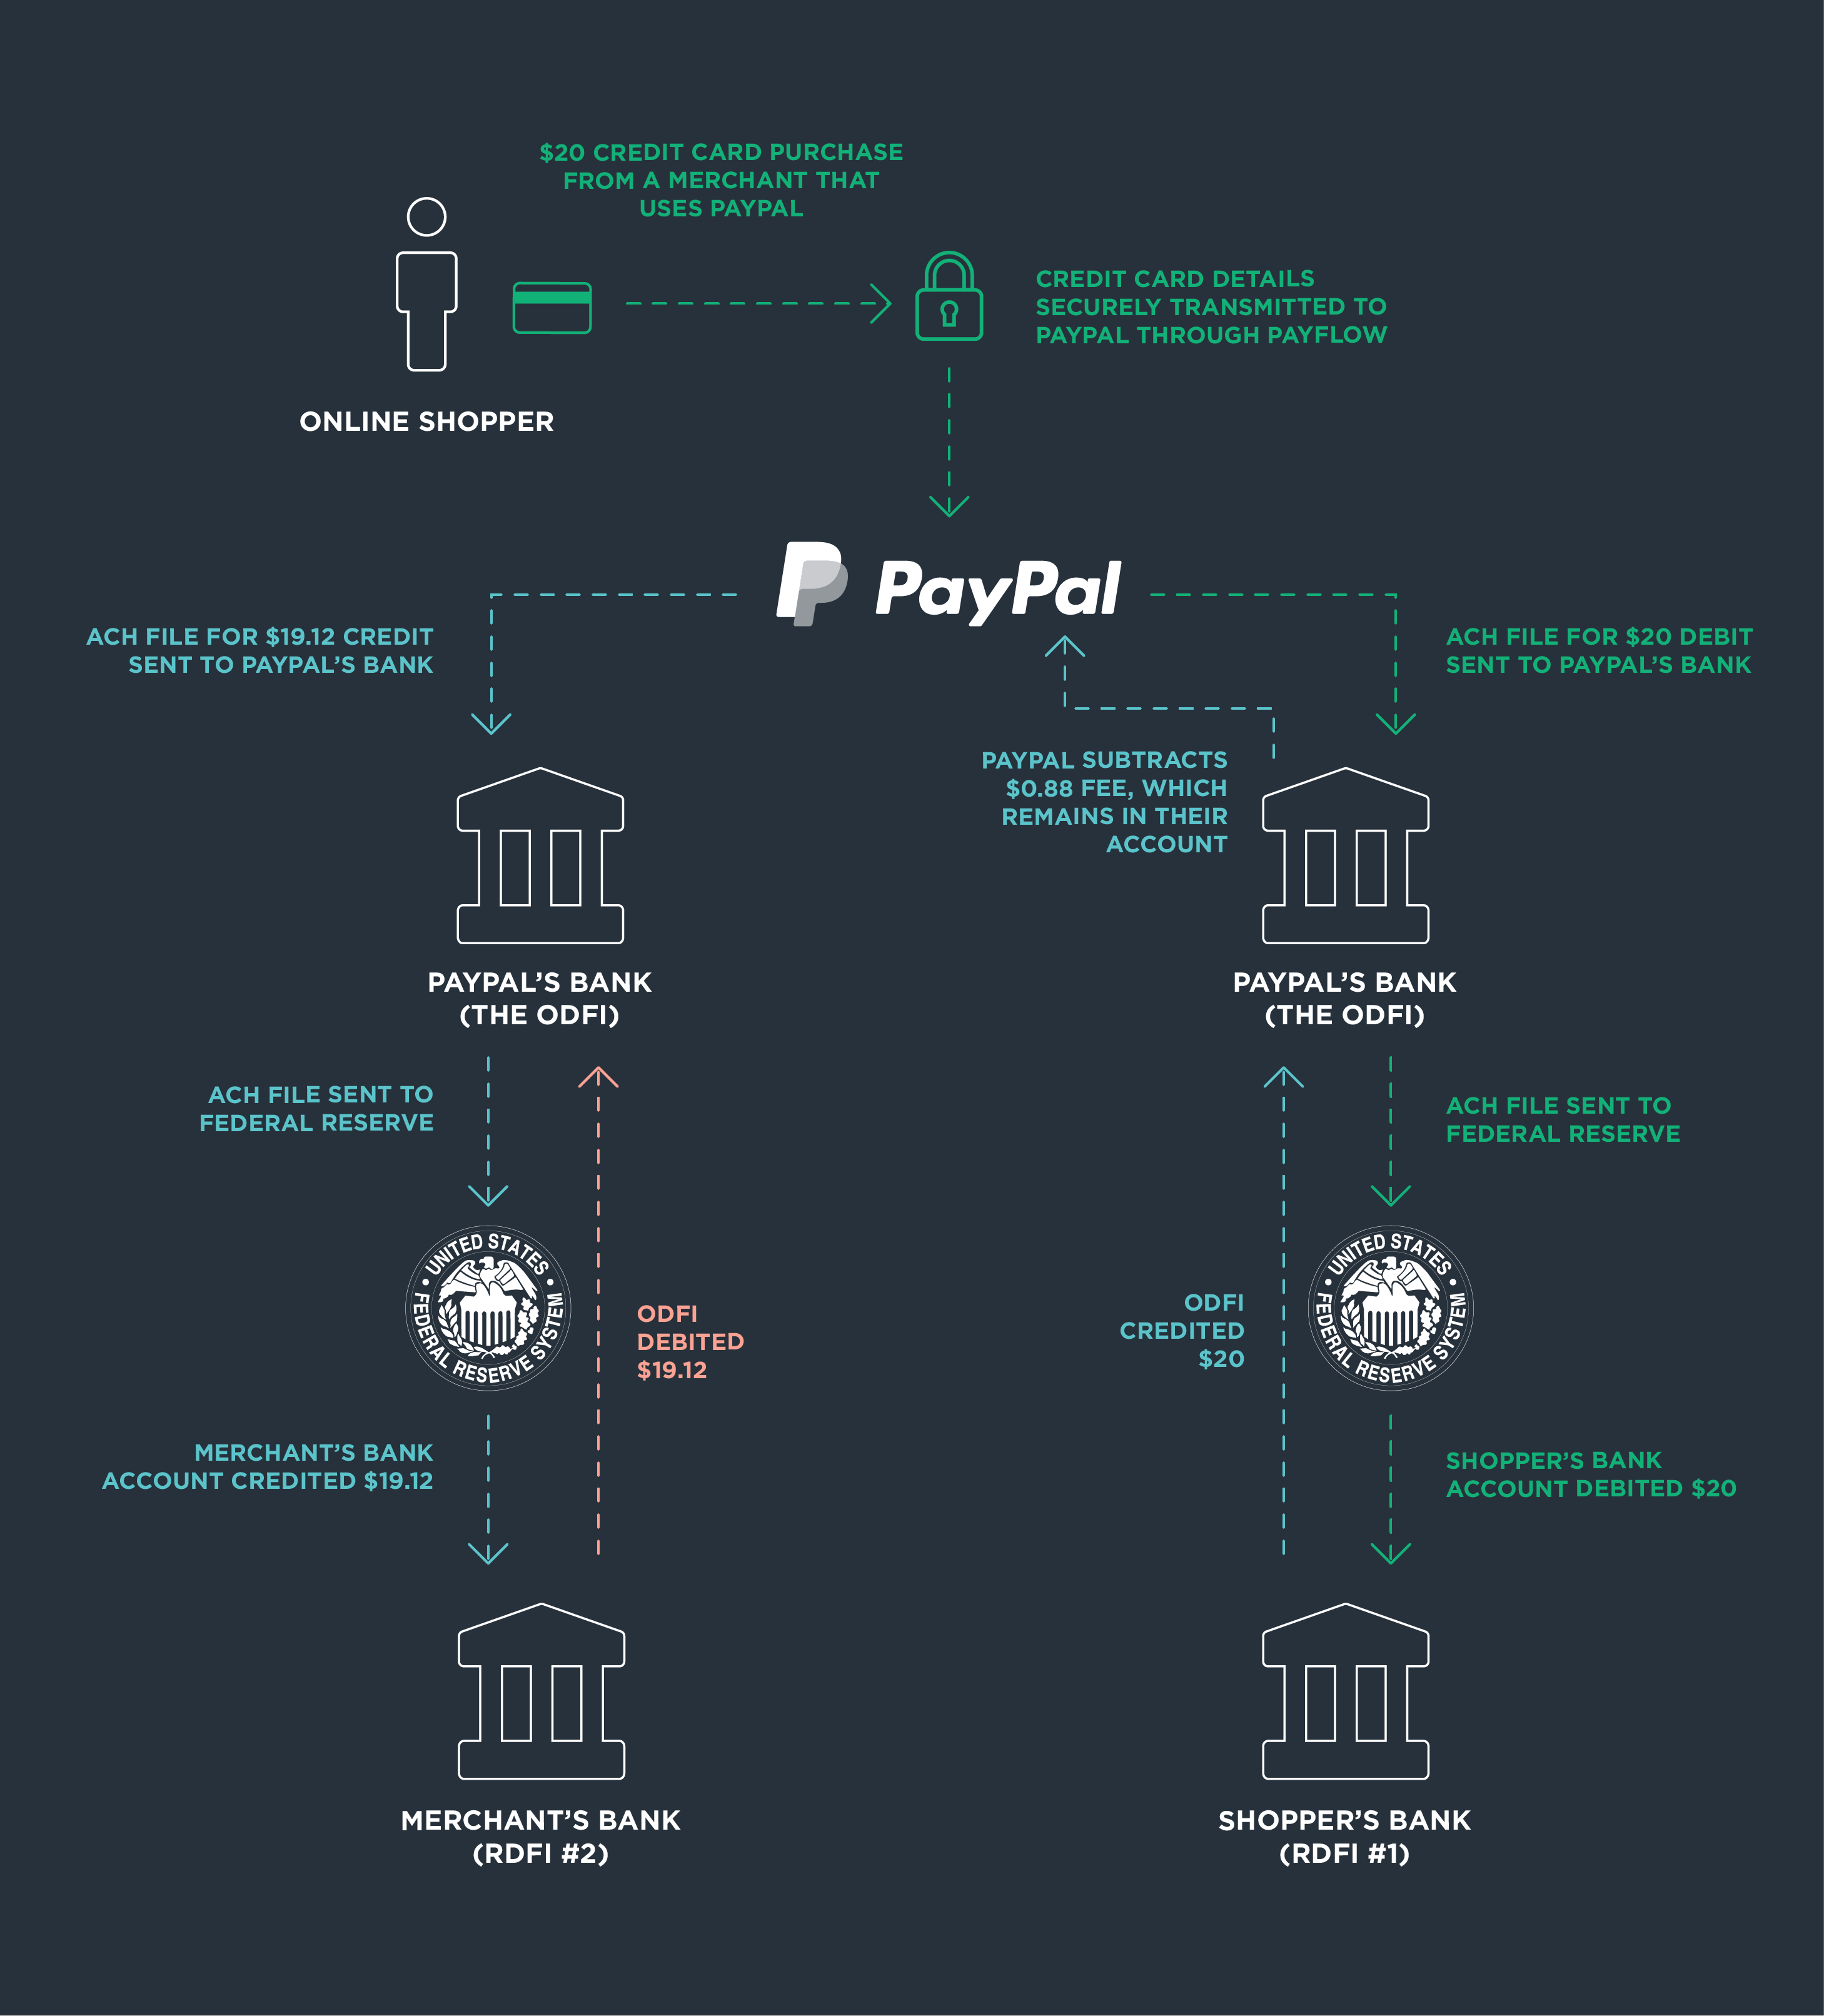 $20 CREDIT CARD PURCHASE
FROM A MERCHANT THAT
USES PAYPAL
CREDIT CARD DETAILS
SECURELY TRANSMITTED TO
PAYPAL THROUGH PAYFLOW
ONLINE SHOPPER
PayPal
ACH FILE FOR $19.12 CREDIT
SENT TO PAYPAL’S BANK
ACH FILE FOR $20 DEBIT
SENT TO PAYPAL’S BANK
PAYPAL SUBTRACTS
$0.88 FEE, WHICH
REMAINS IN THEIR
ACCOUNT
PAYPAL’S BANK
(THE ODFI)
PAYPAL’S BANK
(THE ODFI)
ACH FILE SENT TO
FEDERAL RESERVE
ACH FILE SENT TO
FEDERAL RESERVE
UNITED STATES
FEDERAL RESERVE SYSTEM
ODFI
DEBITED
$19.12
ODFI
CREDITED
$20
UNITED STATES
FEDERAL RESERVE SYSTEM
MERCHANT’S BANK
ACCOUNT CREDITED $19.12
SHOPPER’S BANK
ACCOUNT DEBITED $20
MERCHANT’S BANK
(RDFI #2)
SHOPPER’S BANK
(RDFI #1)